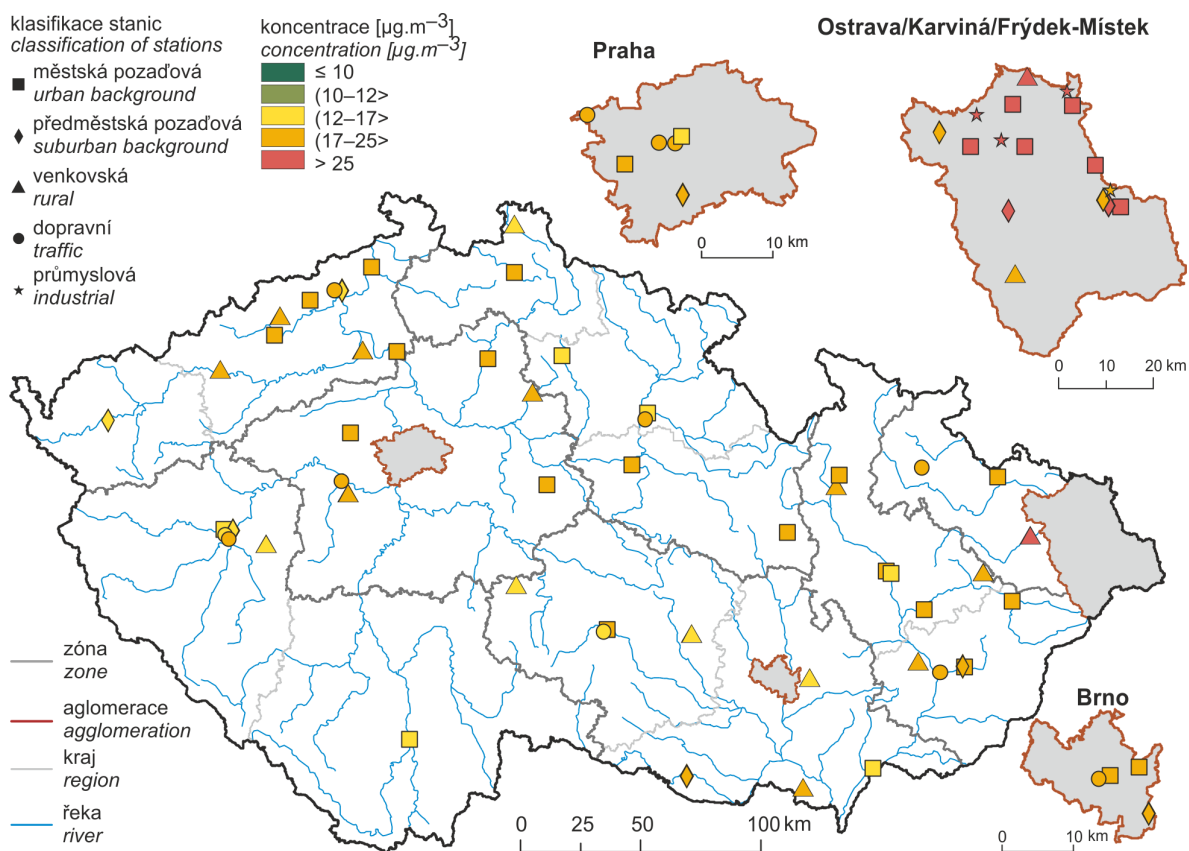 klasifikace stanic
classification of stations
městská pozaďová
urban background
předměstská pozaďová
suburban background
venkovská
rural
dopravní
traffic
průmyslová
industrial
koncentrace [µg.m⁻³]
concentration [µg.m⁻³]
≤ 10
(10–12>
(12–17>
(17–25>
> 25
Praha
0 10 km
Ostrava/Karviná/Frýdek-Místek
0 10 20 km
zóna
zone
aglomerace
agglomeration
kraj
region
řeka
river
0 25 50 100 km
Brno
0 10 km